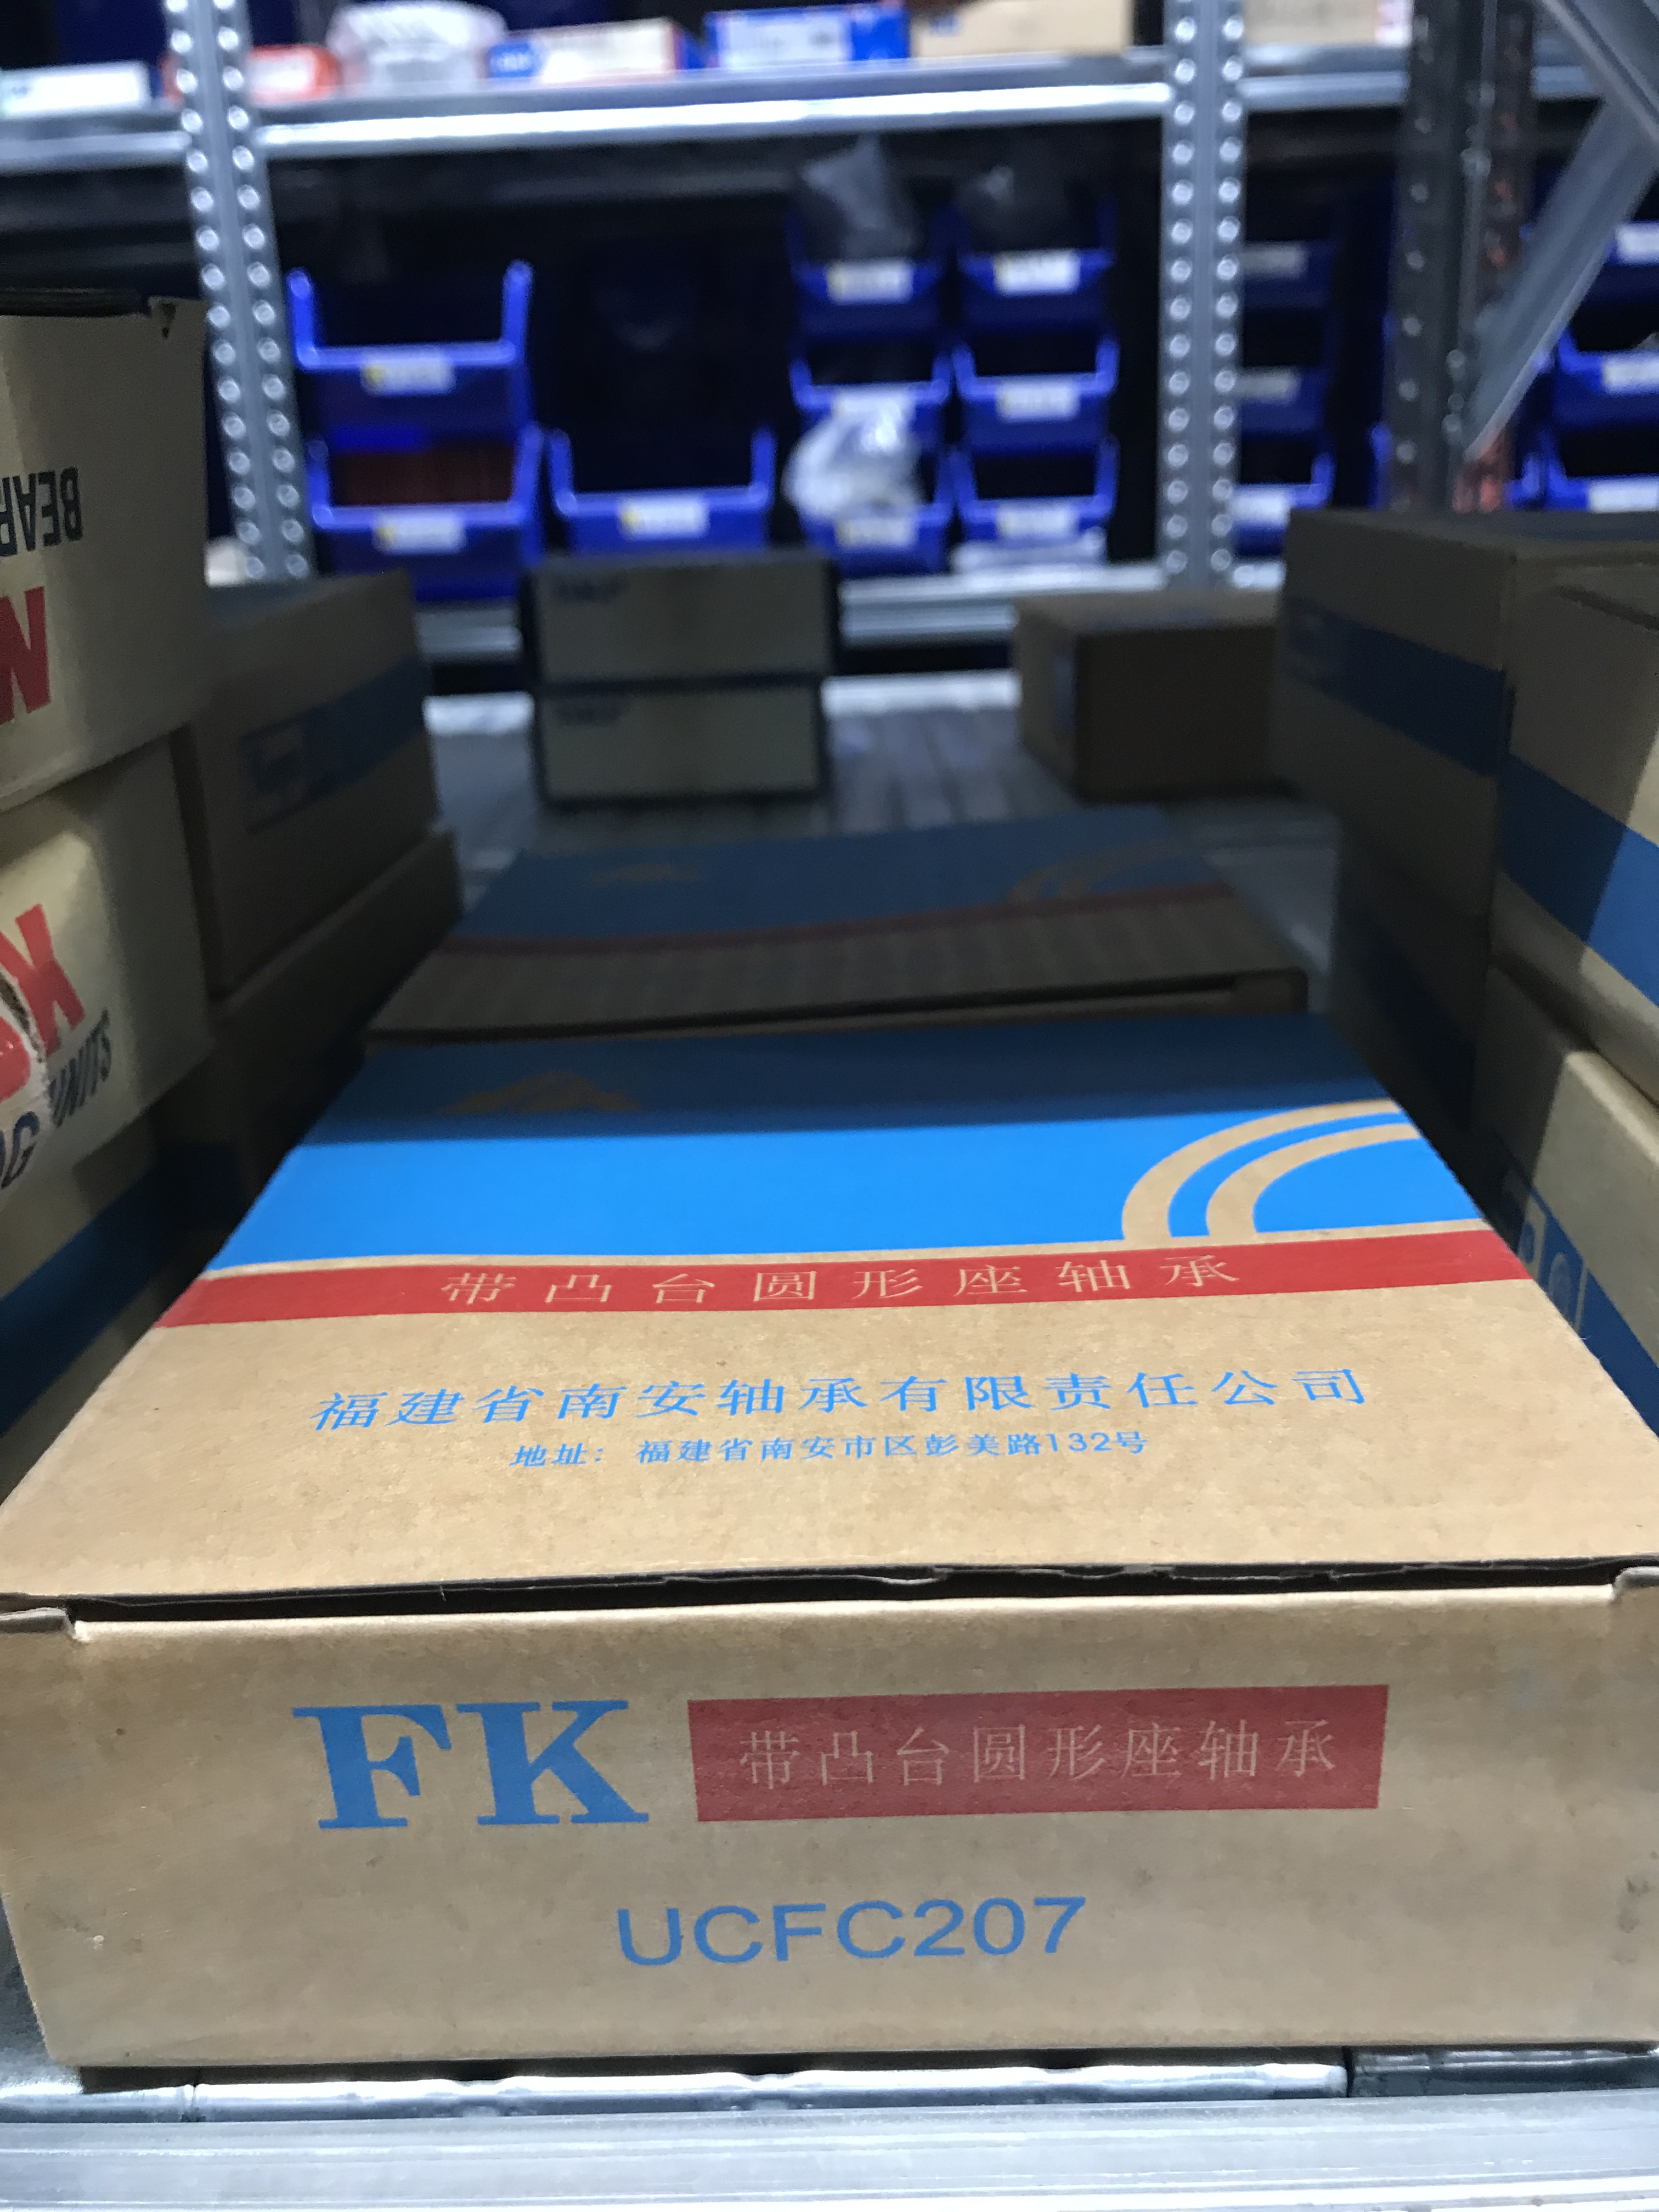 BEAR
UNITS
带凸台圆形座轴承
福建省南安轴承有限责任公司
地址：福建省南安市区彭美路132号
FK 带凸台圆形座轴承
UCFC207